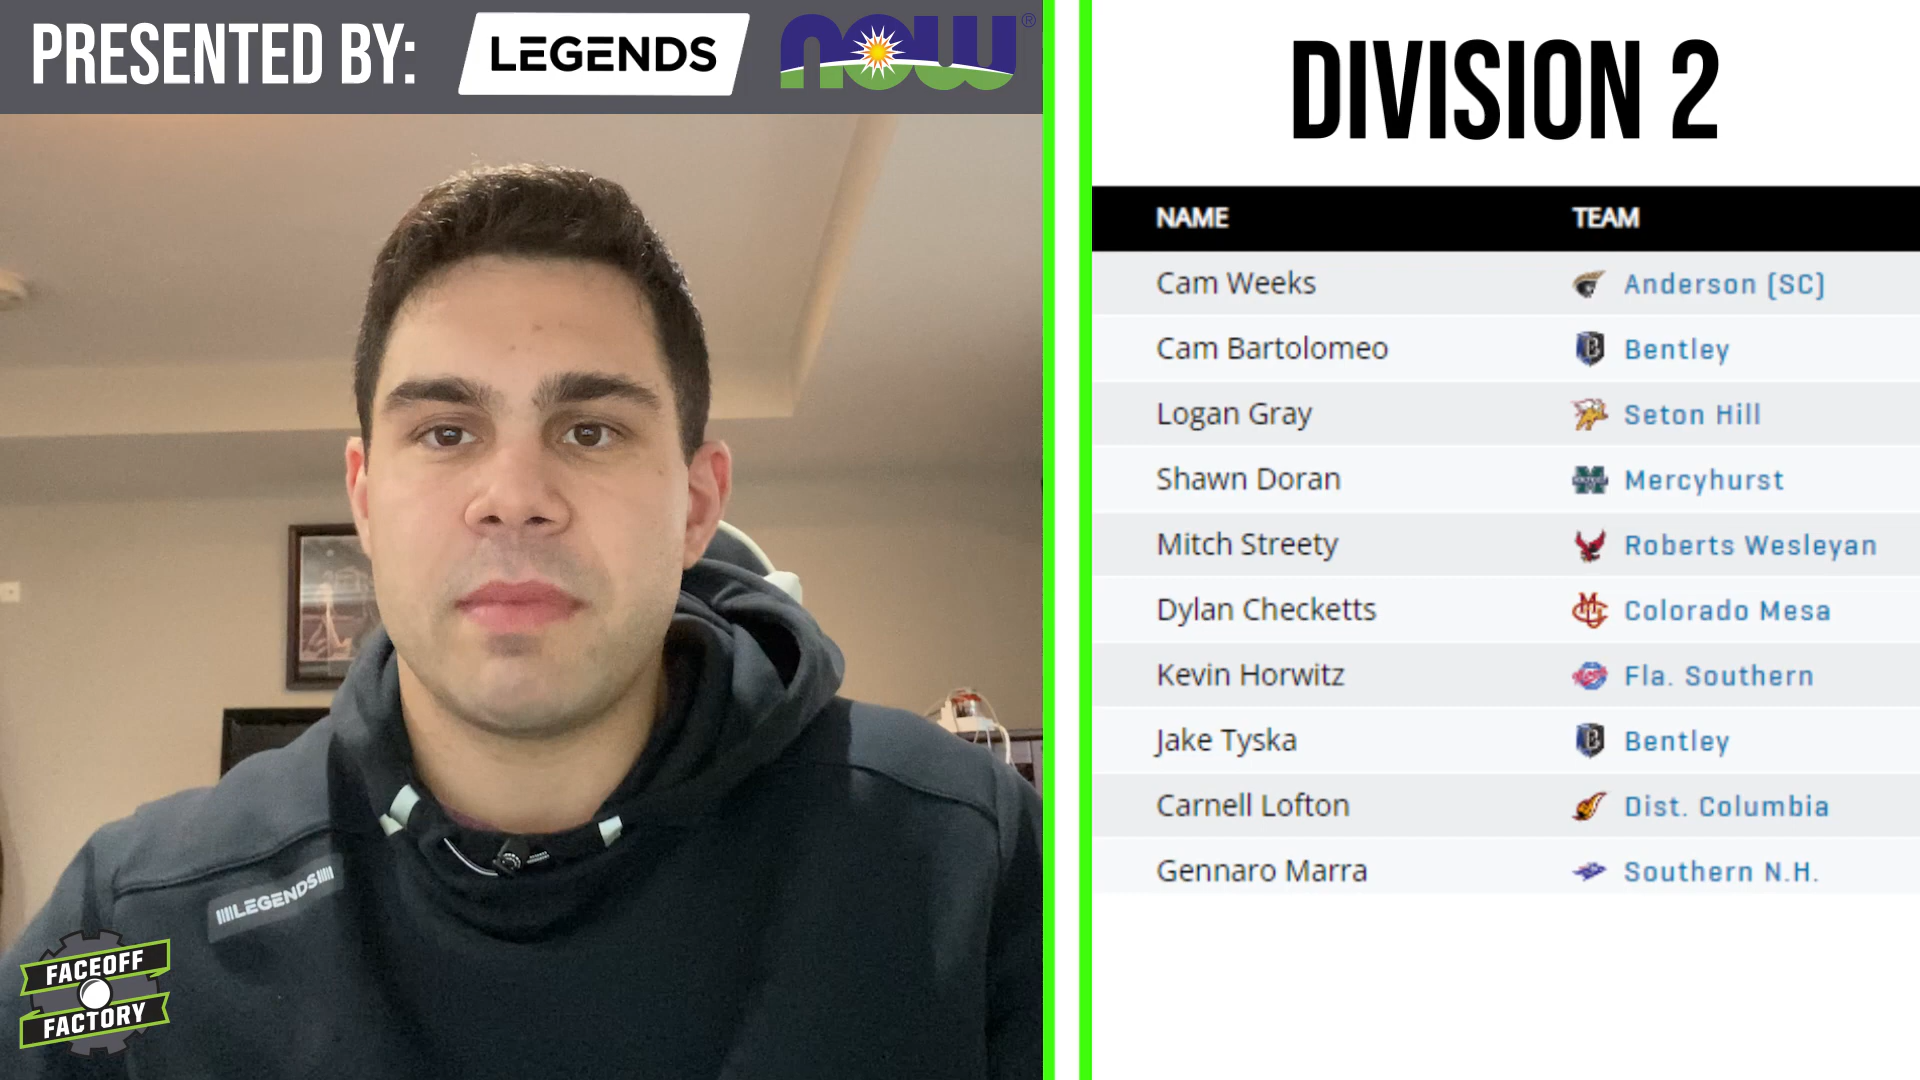 PRESENTED BY:
LEGENDS
NOW®
DIVISION 2
NAME TEAM
Cam Weeks Anderson (SC)
Cam Bartolomeo Bentley
Logan Gray Seton Hill
Shawn Doran Mercyhurst
Mitch Streety Roberts Wesleyan
Dylan Checketts Colorado Mesa
Kevin Horwitz Fla. Southern
Jake Tyska Bentley
Carnell Lofton Dist. Columbia
Gennaro Marra Southern N.H.
LEGENDS
FACEOFF
FACTORY